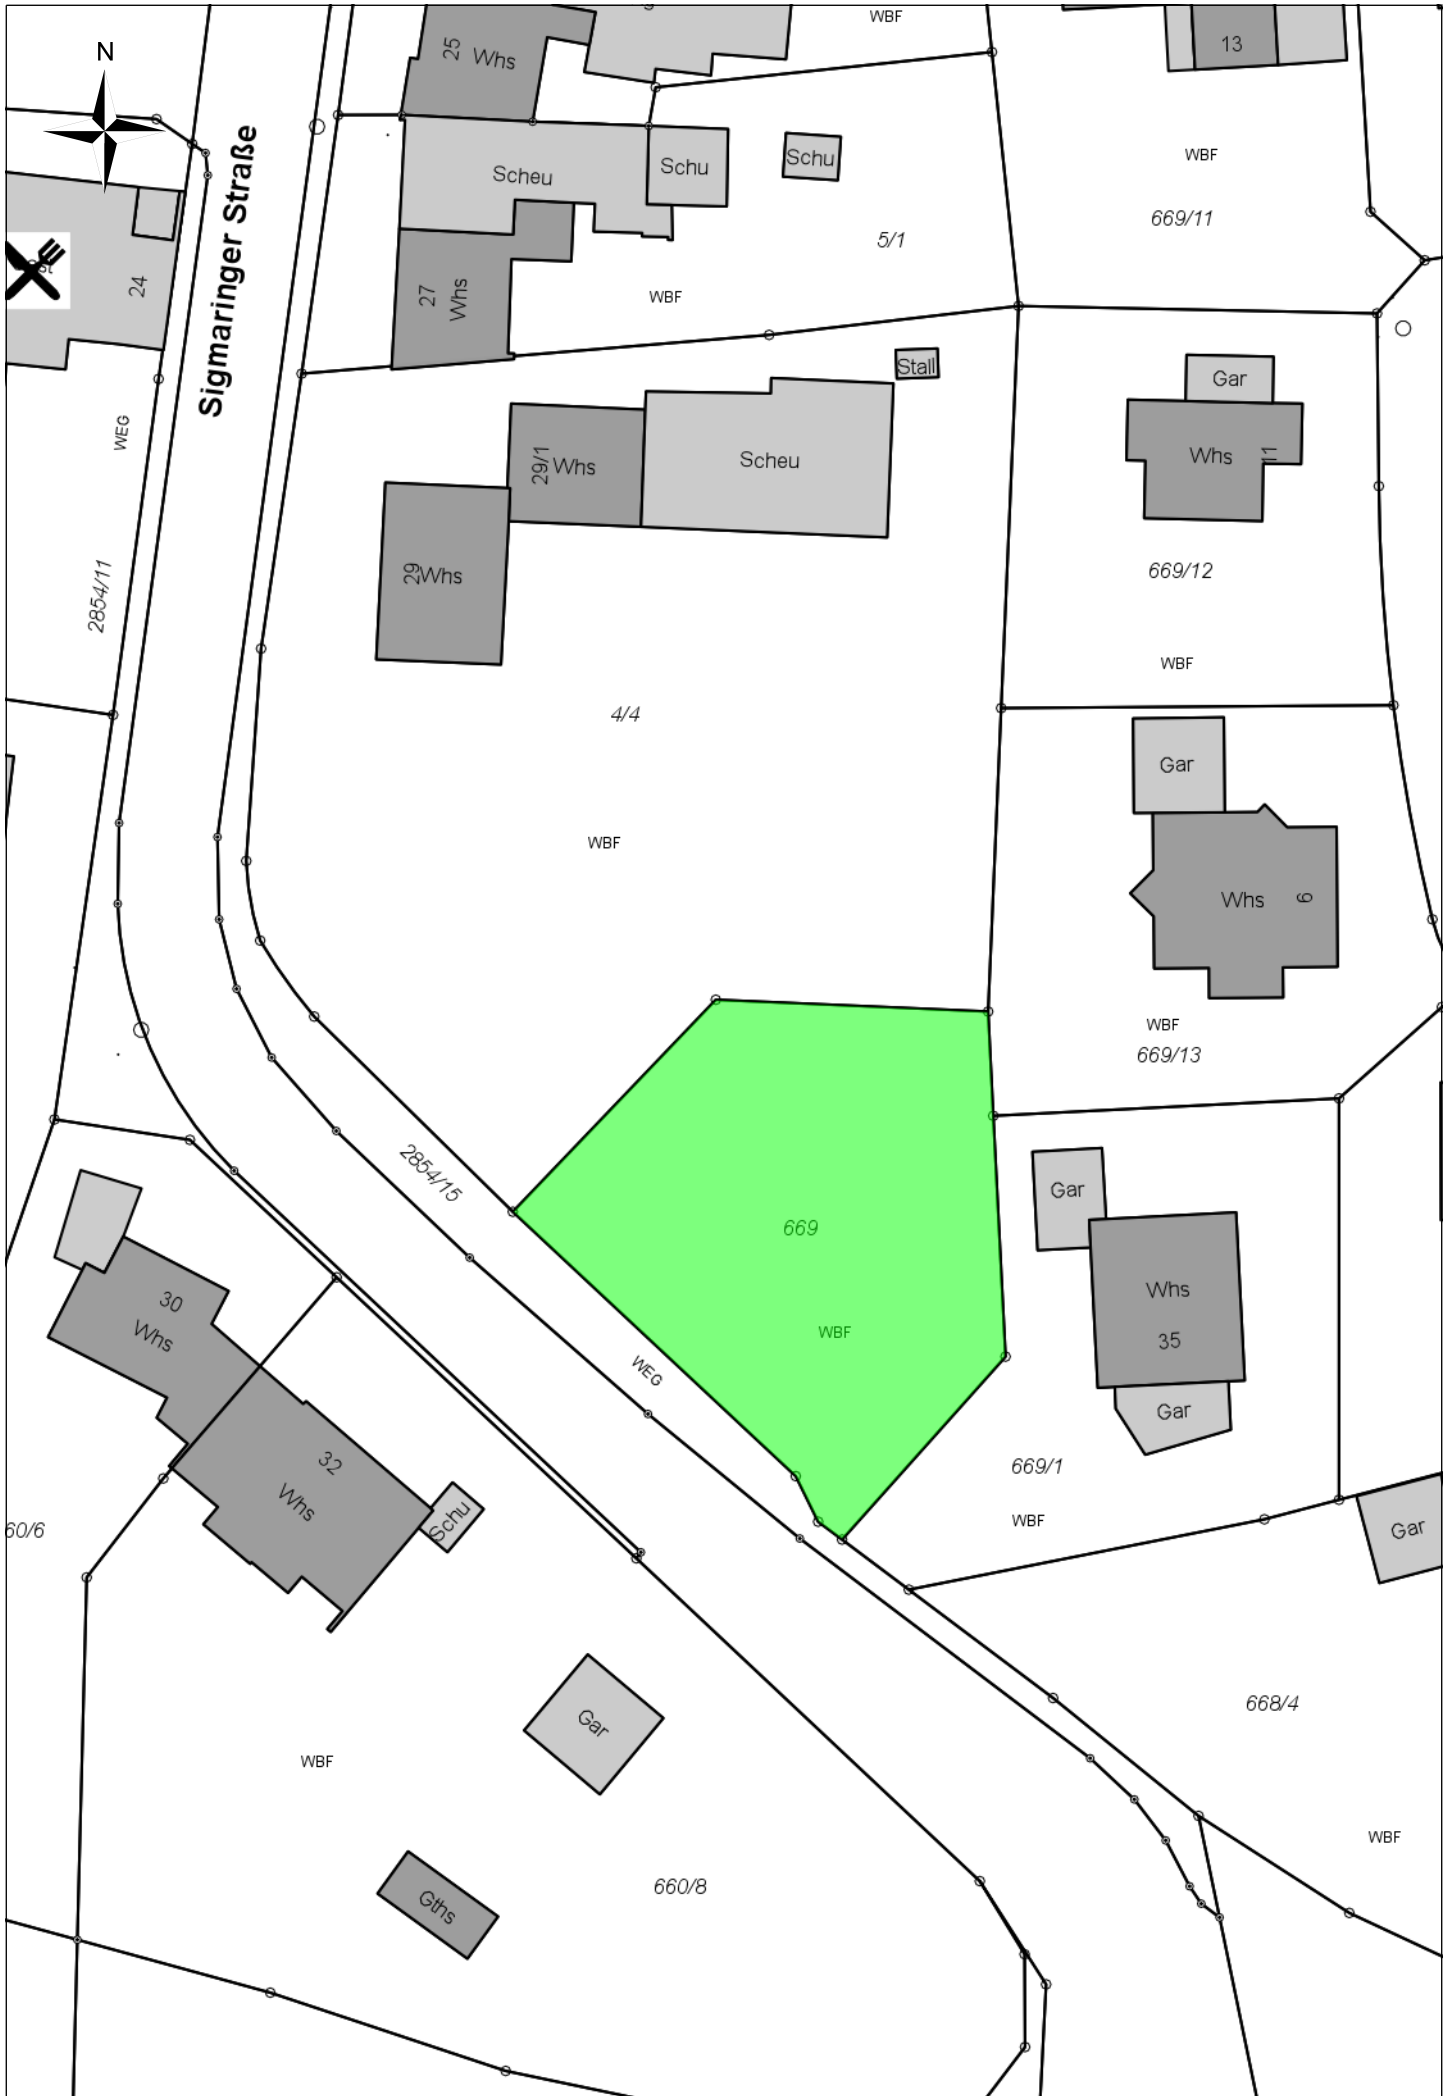 WBF
N
25
Whs
13
Sigmaringer Straße
Scheu
Schu
Schu
WBF
669/11
5/1
24
27
Whs
WBF
Stall
Gar
WEG
29/1
Whs
Scheu
Whs
11
2854/11
29
Whs
669/12
WBF
4/4
Gar
WBF
Whs
9
WBF
669/13
2854/15
Gar
669
30
Whs
Whs
35
WBF
WEG
Gar
32
Whs
Schu
669/1
WBF
60/6
Gar
668/4
Gar
WBF
WBF
660/8
Gths